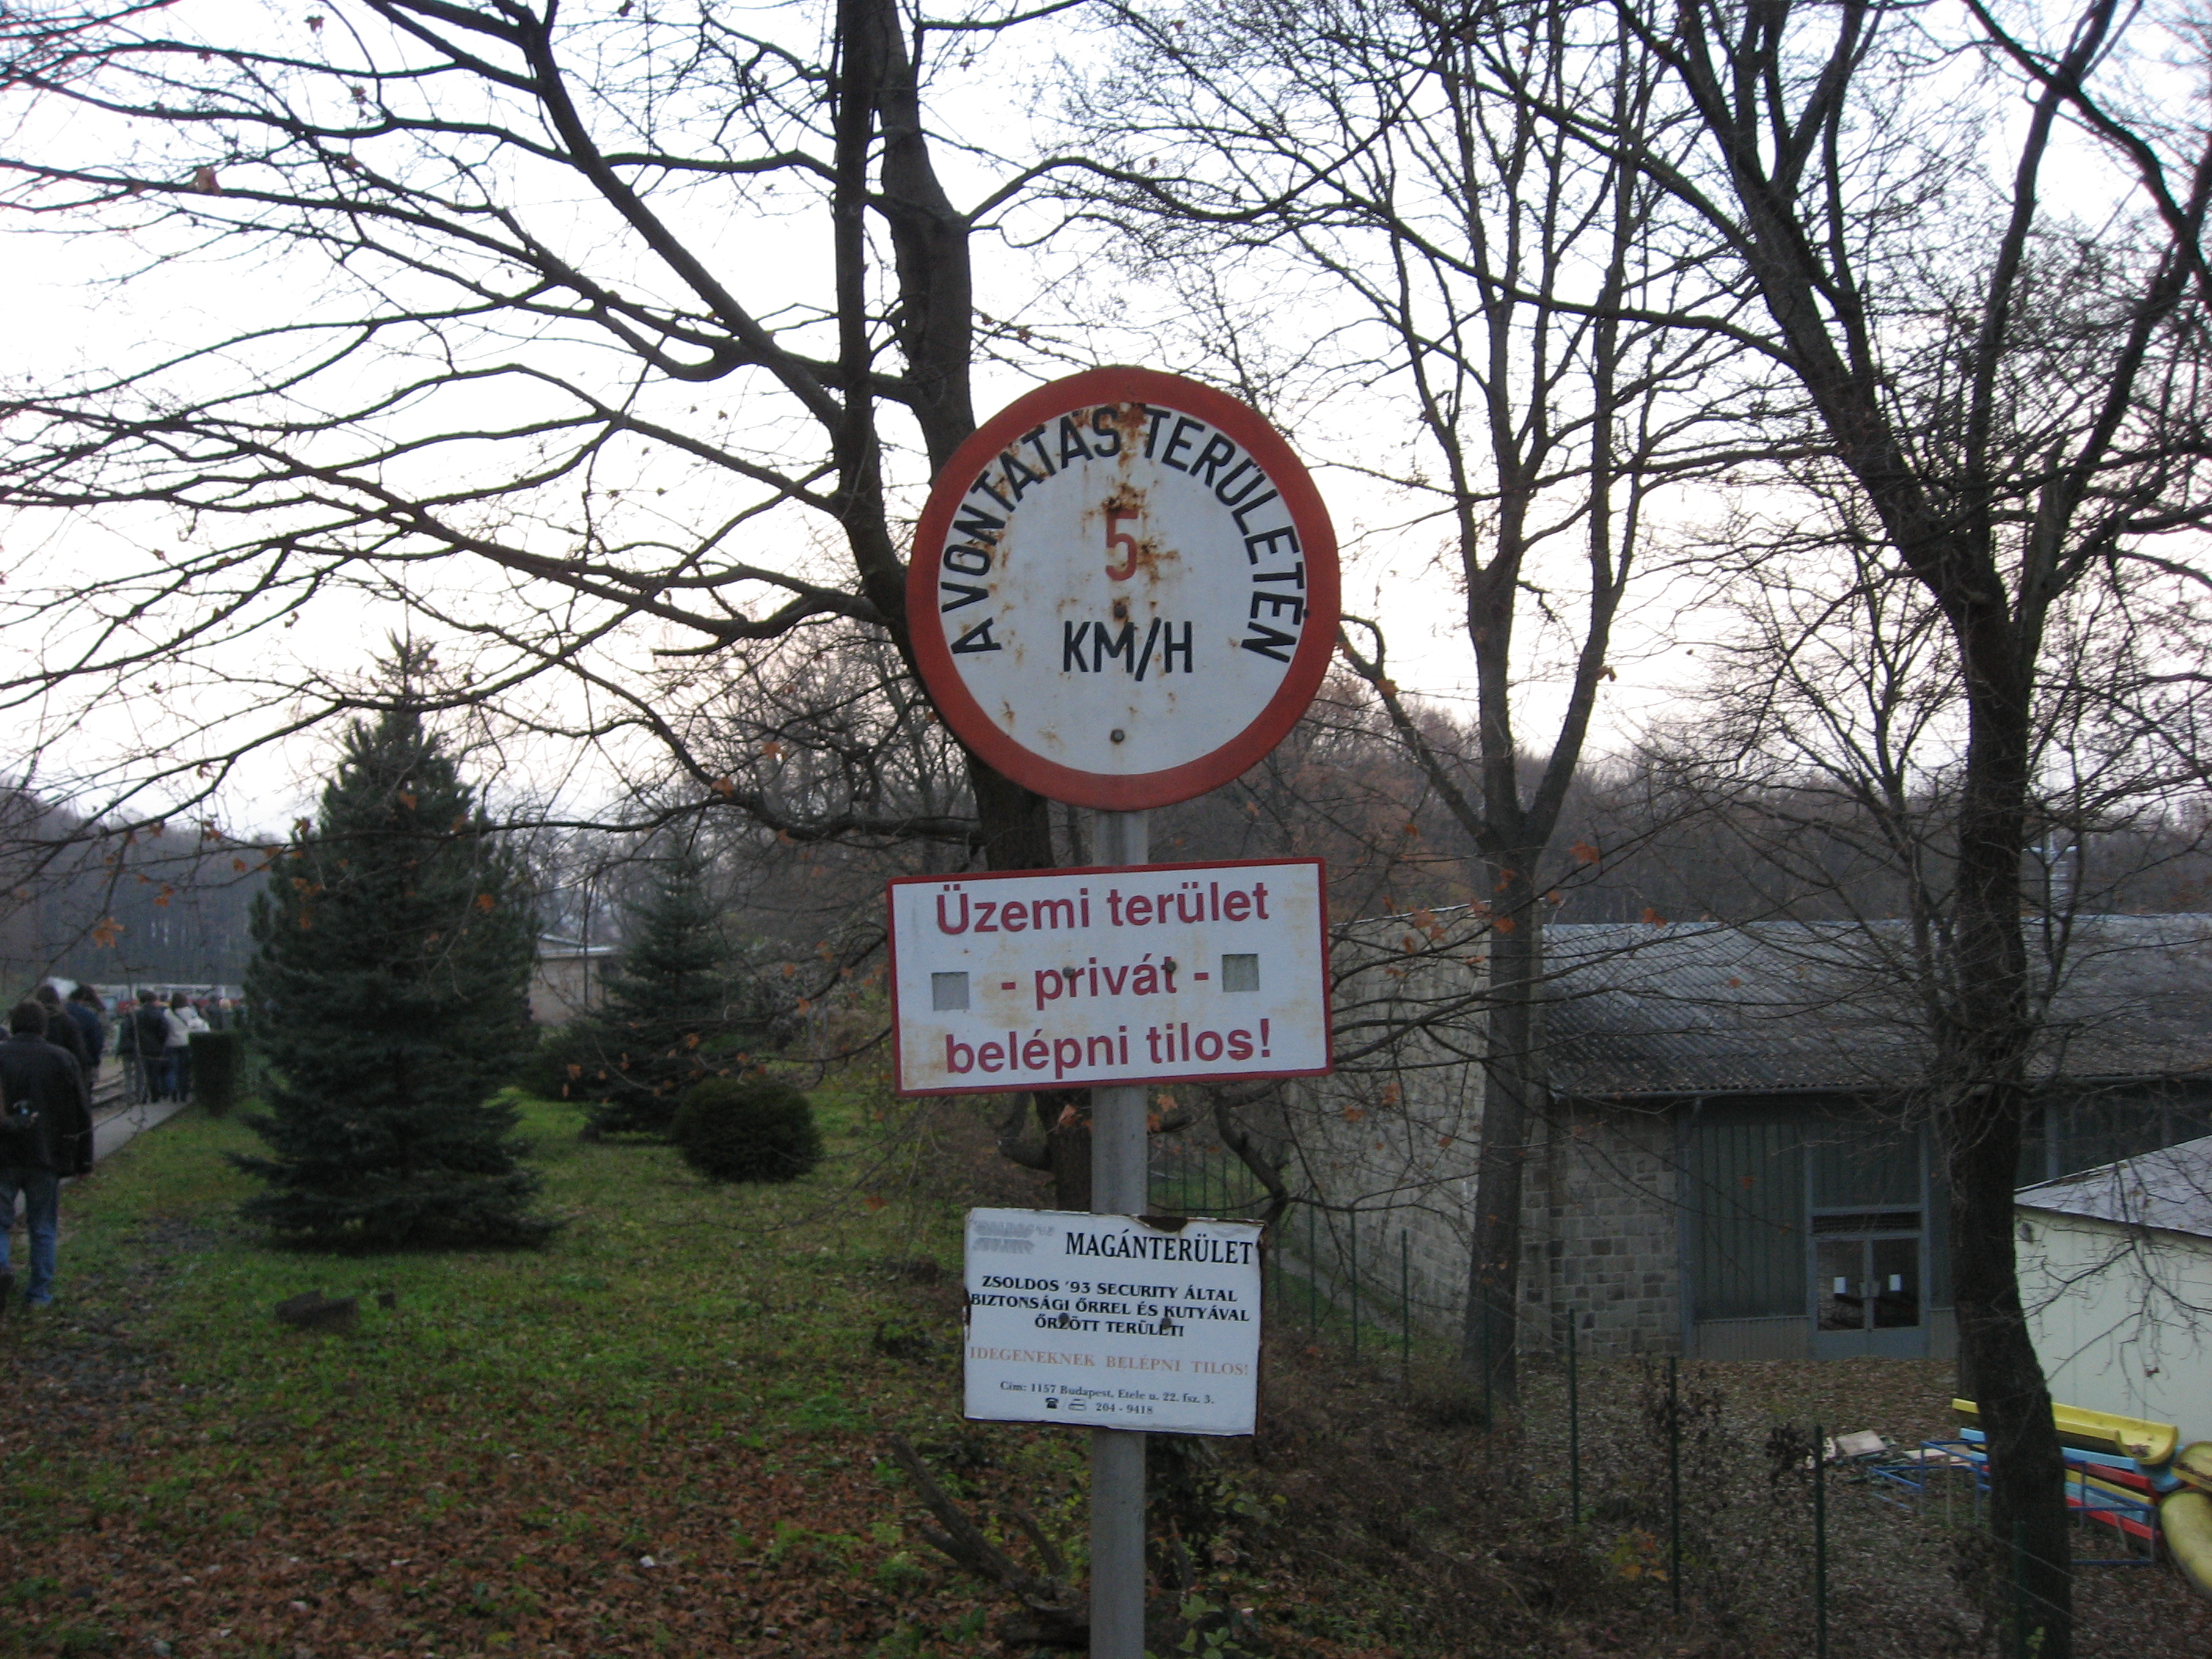 A VONTATÁS TERÜLETÉN
5
KM/H
Üzemi terület
- privát -
belépni tilos!
MAGÁNTERÜLET
ZSOLDOS '93 SECURITY ÁLTAL
BIZTONSÁGI ŐRREL ÉS KUTYÁVAL
ŐRZÖTT TERÜLET!
IDEGENEKNEK BELÉPNI TILOS!
Cím: 1157 Budapest, Etele u. 22. fsz. 3.
204 - 9418